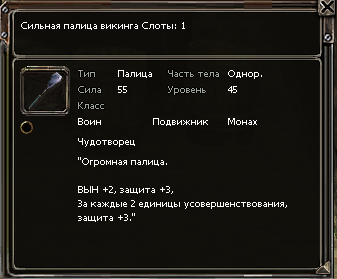 Сильная палица викинга Слоты: 1
Тип Палица Часть тела Однор.
Сила 55 Уровень 45
Класс
Воин Подвижник Монах
Чудотворец
"Огромная палица.
ВЫН +2, защита +3,
За каждые 2 единицы усовершенствования,
защита +3."